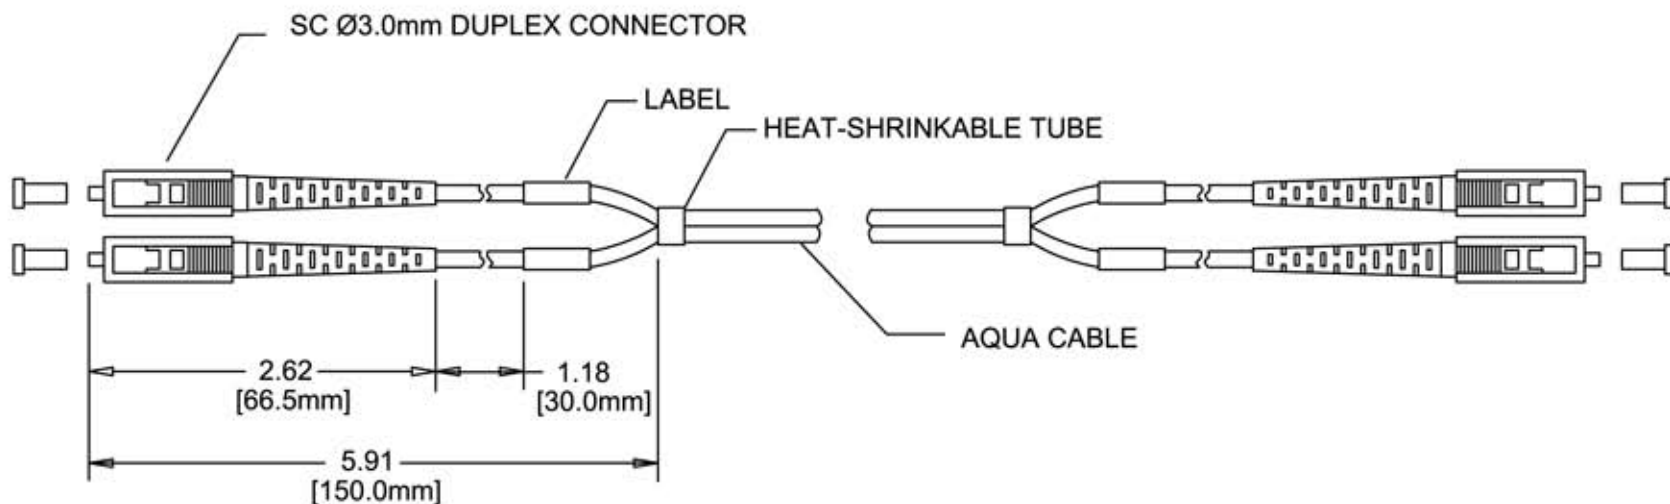 SC Ø3.0mm DUPLEX CONNECTOR
LABEL
HEAT-SHRINKABLE TUBE
AQUA CABLE
2.62
[66.5mm]
1.18
[30.0mm]
5.91
[150.0mm]